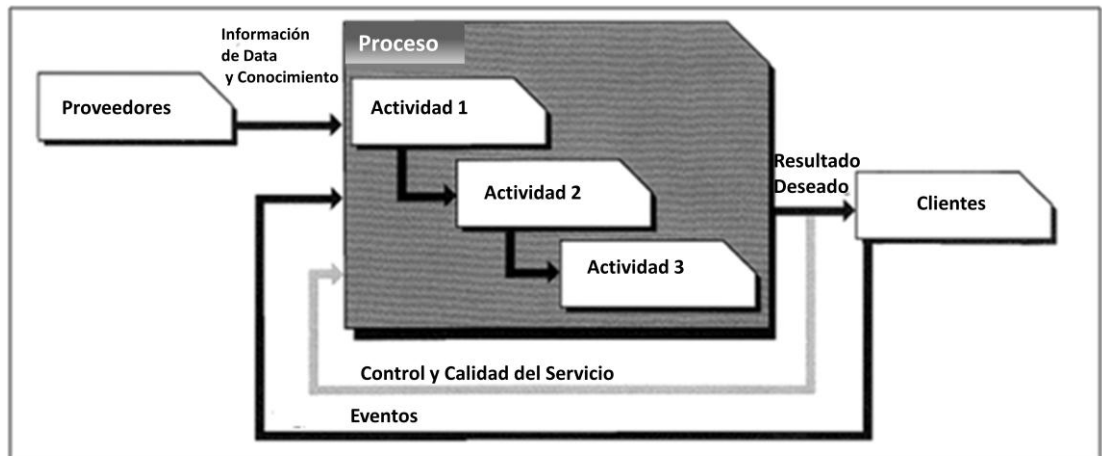 Información
de Data
y Conocimiento
Proceso
Proveedores
Actividad 1
Actividad 2
Actividad 3
Resultado
Deseado
Clientes
Control y Calidad del Servicio
Eventos